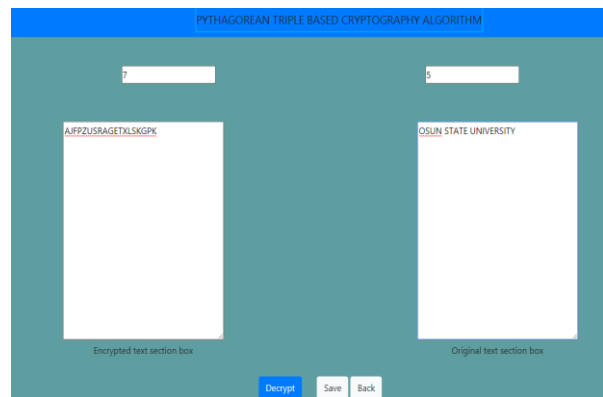 PYTHAGOREAN TRIPLE BASED CRYPTOGRAPHY ALGORITHM
7
5
AJFPZUSRAGETXLSKGPK
OSUN STATE UNIVERSITY
Encrypted text section box
Original text section box
Decrypt
Save
Back